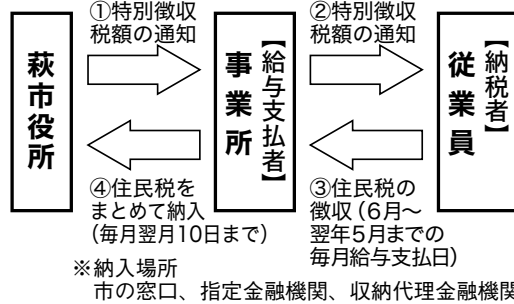 ①特別徴収
税額の通知
②特別徴収
税額の通知
萩市役所
事業所
【給与支払者】
従業員
【納税者】
④住民税を
まとめて納入
(毎月翌月10日まで)
③住民税の
徴収(6月〜
翌年5月までの
毎月給与支払日)
※納入場所
市の窓口、指定金融機関、収納代理金融機関